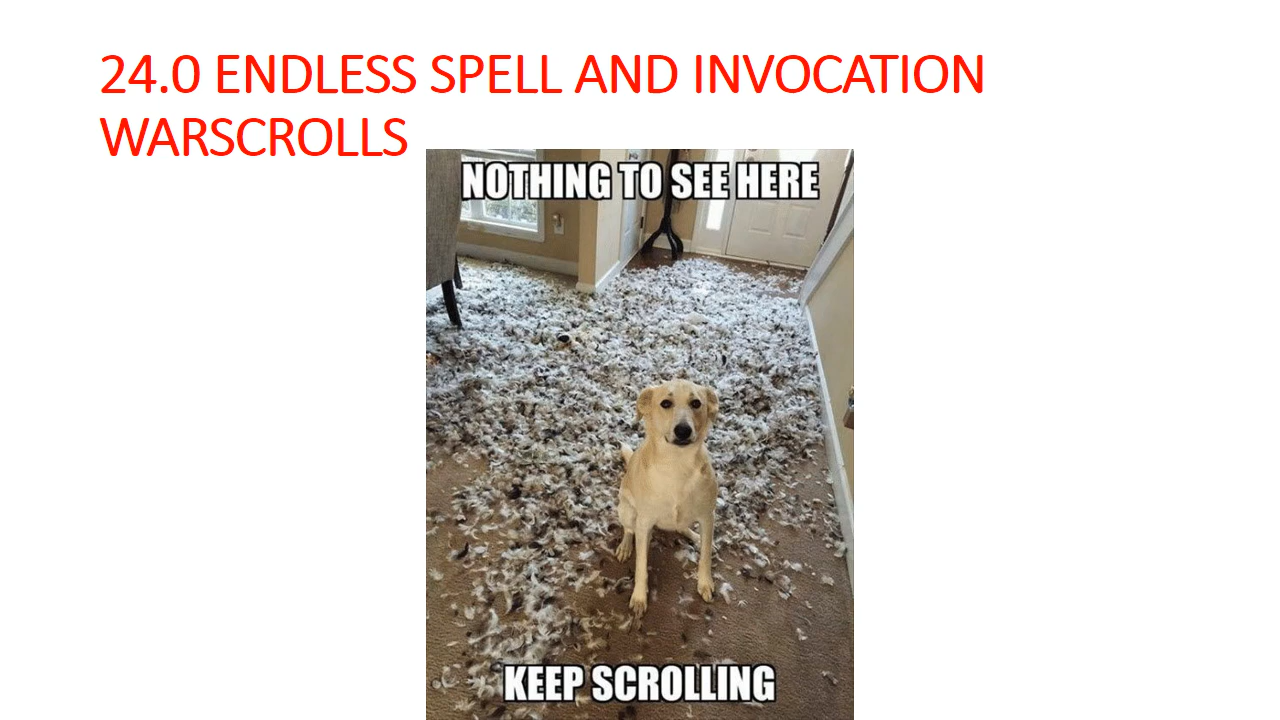 24.0 ENDLESS SPELL AND INVOCATION
WARSCROLLS
NOTHING TO SEE HERE
KEEP SCROLLING